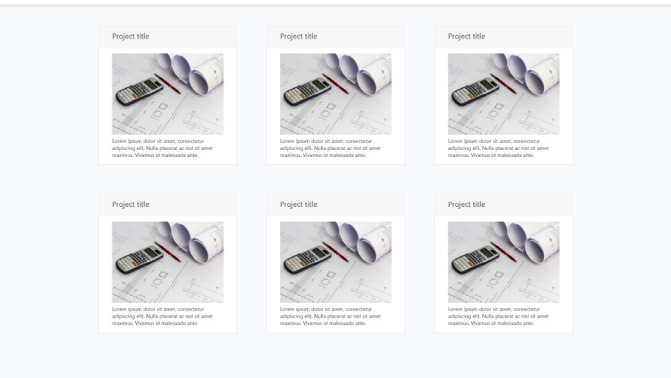 Project title
Lorem ipsum dolor sit amet, consectetur
adipiscing elit. Nulla placerat ac nisl sit amet
maximus. Vivamus id malesuada ante.
Project title
Lorem ipsum dolor sit amet, consectetur
adipiscing elit. Nulla placerat ac nisl sit amet
maximus. Vivamus id malesuada ante.
Project title
Lorem ipsum dolor sit amet, consectetur
adipiscing elit. Nulla placerat ac nisl sit amet
maximus. Vivamus id malesuada ante.
Project title
Lorem ipsum dolor sit amet, consectetur
adipiscing elit. Nulla placerat ac nisl sit amet
maximus. Vivamus id malesuada ante.
Project title
Lorem ipsum dolor sit amet, consectetur
adipiscing elit. Nulla placerat ac nisl sit amet
maximus. Vivamus id malesuada ante.
Project title
Lorem ipsum dolor sit amet, consectetur
adipiscing elit. Nulla placerat ac nisl sit amet
maximus. Vivamus id malesuada ante.